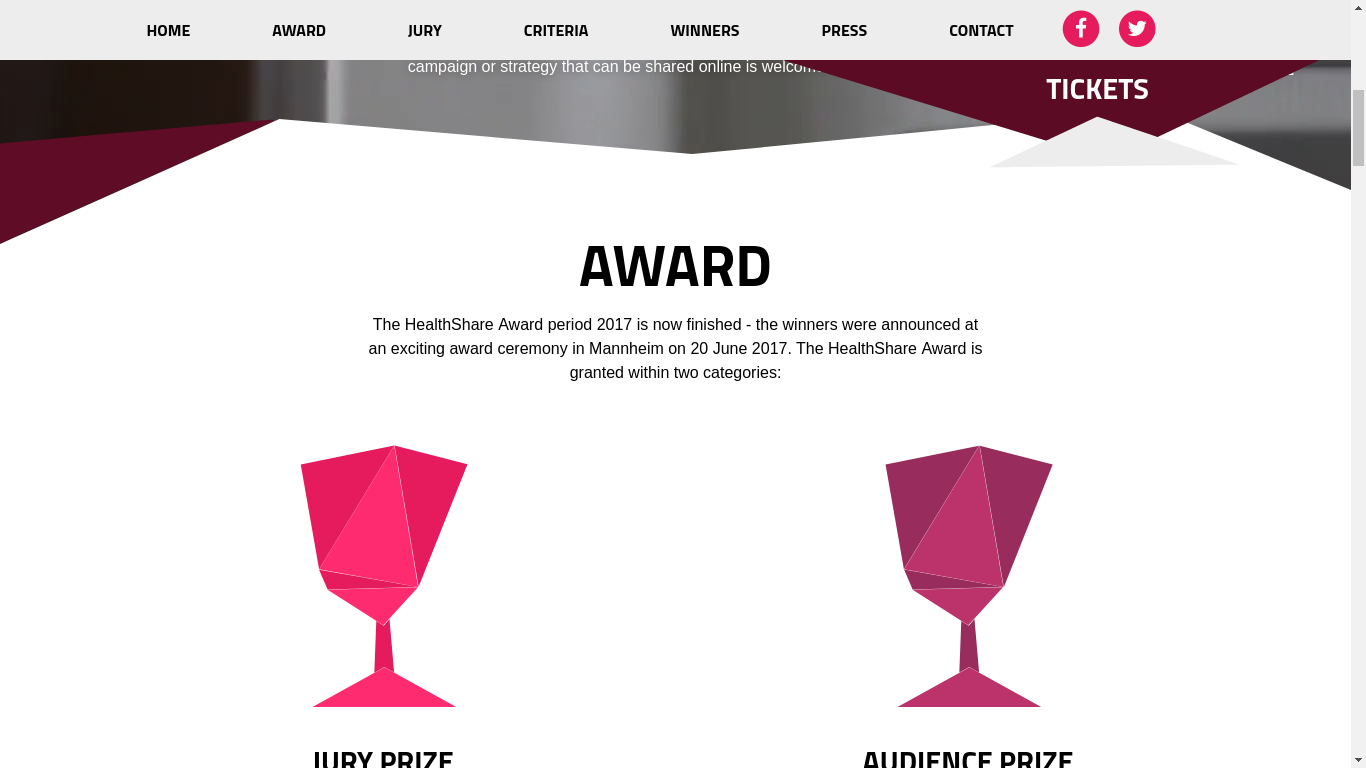 HOME AWARD JURY CRITERIA WINNERS PRESS CONTACT
campaign or strategy that can be shared online is
TICKETS
AWARD
The HealthShare Award period 2017 is now finished - the winners were announced at
an exciting award ceremony in Mannheim on 20 June 2017. The HealthShare Award is
granted within two categories:
JURY PRIZE
AUDIENCE PRIZE